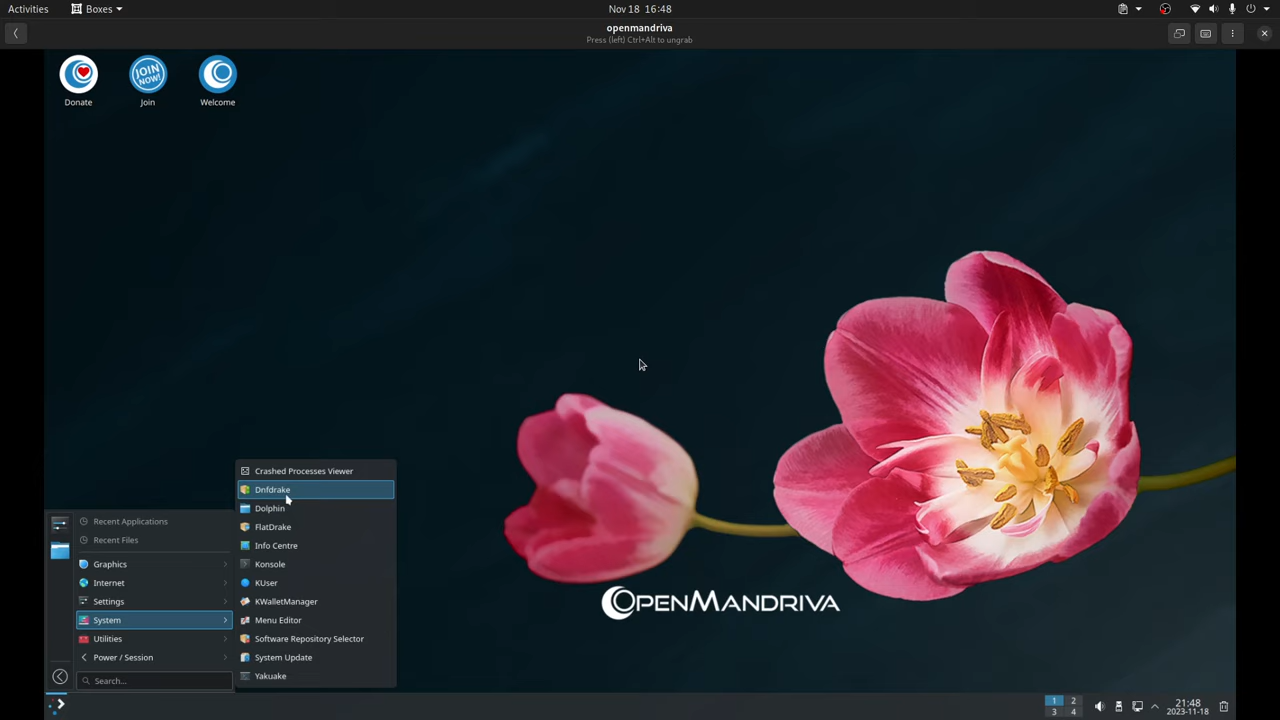 Activities
Boxes
Nov 18 16:48
openmandriva
Press (left) Ctrl+Alt to ungrab
Donate
JOIN NOW!
Join
Welcome
OPENMANDRIVA
Crashed Processes Viewer
Dnfdrake
Dolphin
FlatDrake
Info Centre
Konsole
KUser
KWalletManager
Menu Editor
Software Repository Selector
System Update
Yakuake
Recent Applications
Recent Files
Graphics
Internet
Settings
System
Utilities
Power / Session
Search...
1 2
3 4
21:48
2023-11-18